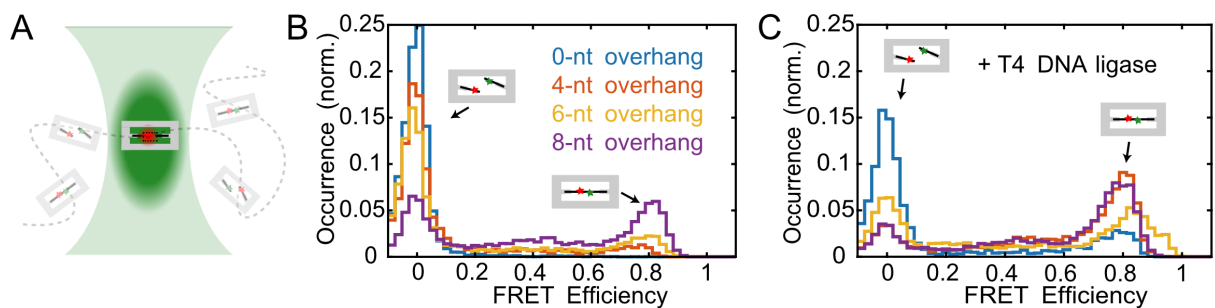 A
B
Occurrence (norm.)
0.25
0.2
0.15
0.1
0.05
0
0-nt overhang
4-nt overhang
6-nt overhang
8-nt overhang
0 0.2 0.4 0.6 0.8 1
FRET Efficiency
C
Occurrence (norm.)
0.25
0.2
0.15
0.1
0.05
0
+ T4 DNA ligase
0 0.2 0.4 0.6 0.8 1
FRET Efficiency